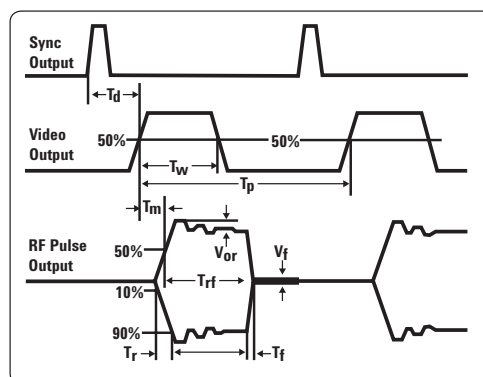 Sync
Output
Td
Video
Output
50%
50%
Tw
Tp
Tm
RF Pulse
Output
50%
Vor
Vf
Trf
10%
90%
Tr
Tf